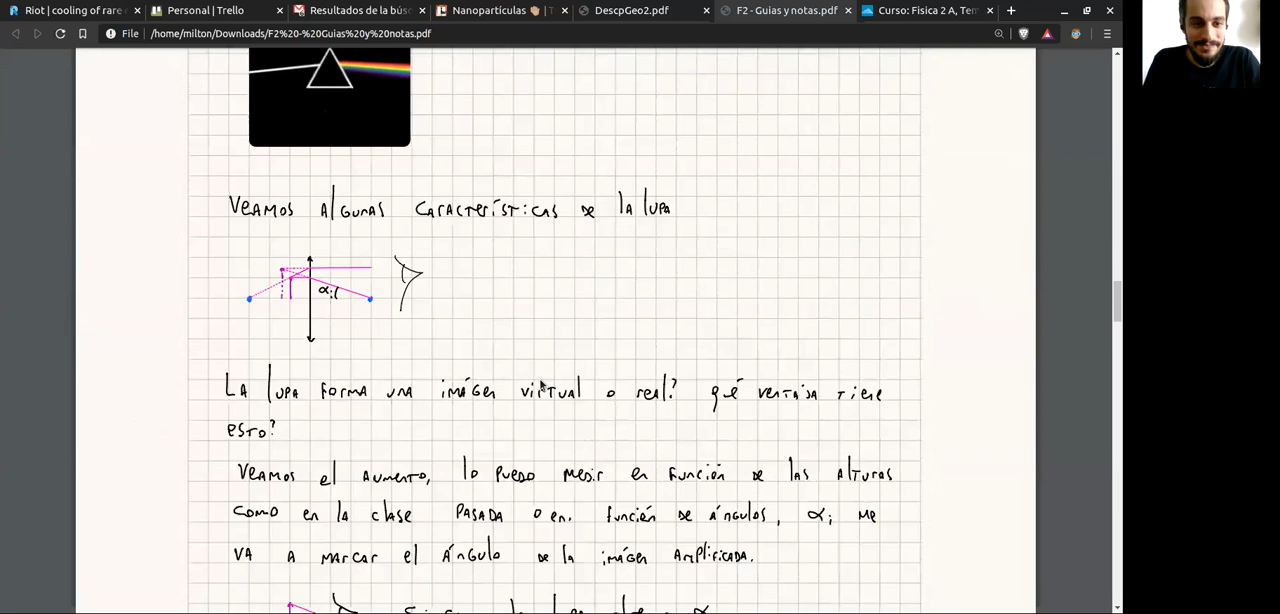 Riot | cooling of rare e
Personal | Trello
Resultados de la bús
Nanopartículas 👋🏼 | T
DescpGeo2.pdf
F2 - Guias y notas.pdf
Curso: Fisica 2 A, Tem
File /home/milton/Downloads/F2%20-%20Guias%20y%20notas.pdf
Veamos algunas características de la lupa
αi
La lupa forma una imágen virtual o real? qué ventaja tiene
esto?
Veamos el aumento, lo puedo medir en función de las alturas
como en la clase pasada o en función de ángulos, αi me
va a marcar el ángulo de la imágen amplificada.